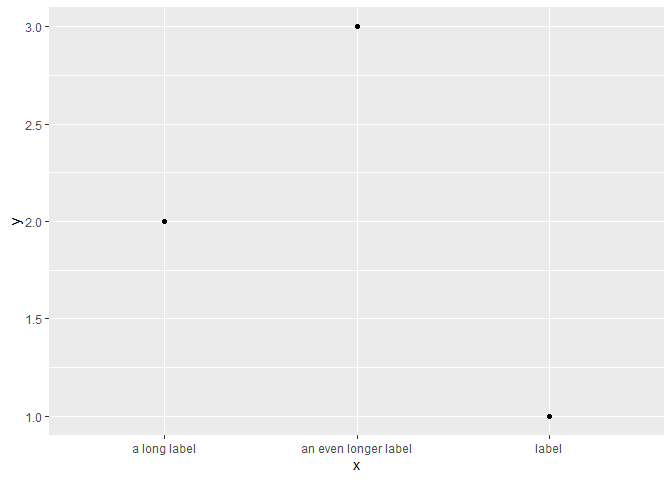 3.0
2.5
y
2.0
1.5
1.0
a long label
an even longer label
label
x